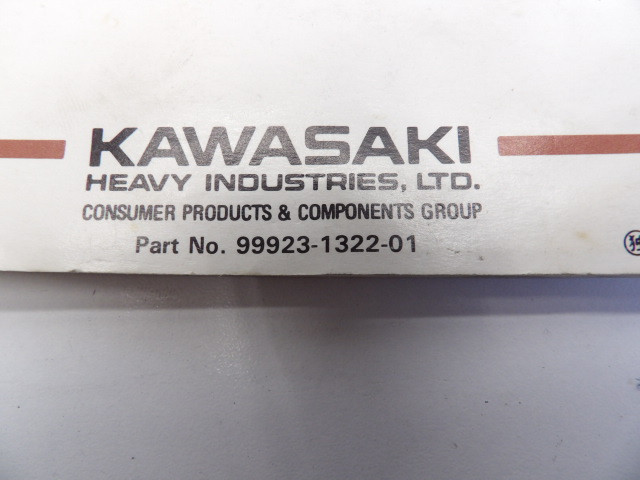 KAWASAKI
HEAVY INDUSTRIES, LTD.
CONSUMER PRODUCTS & COMPONENTS GROUP
Part No. 99923-1322-01